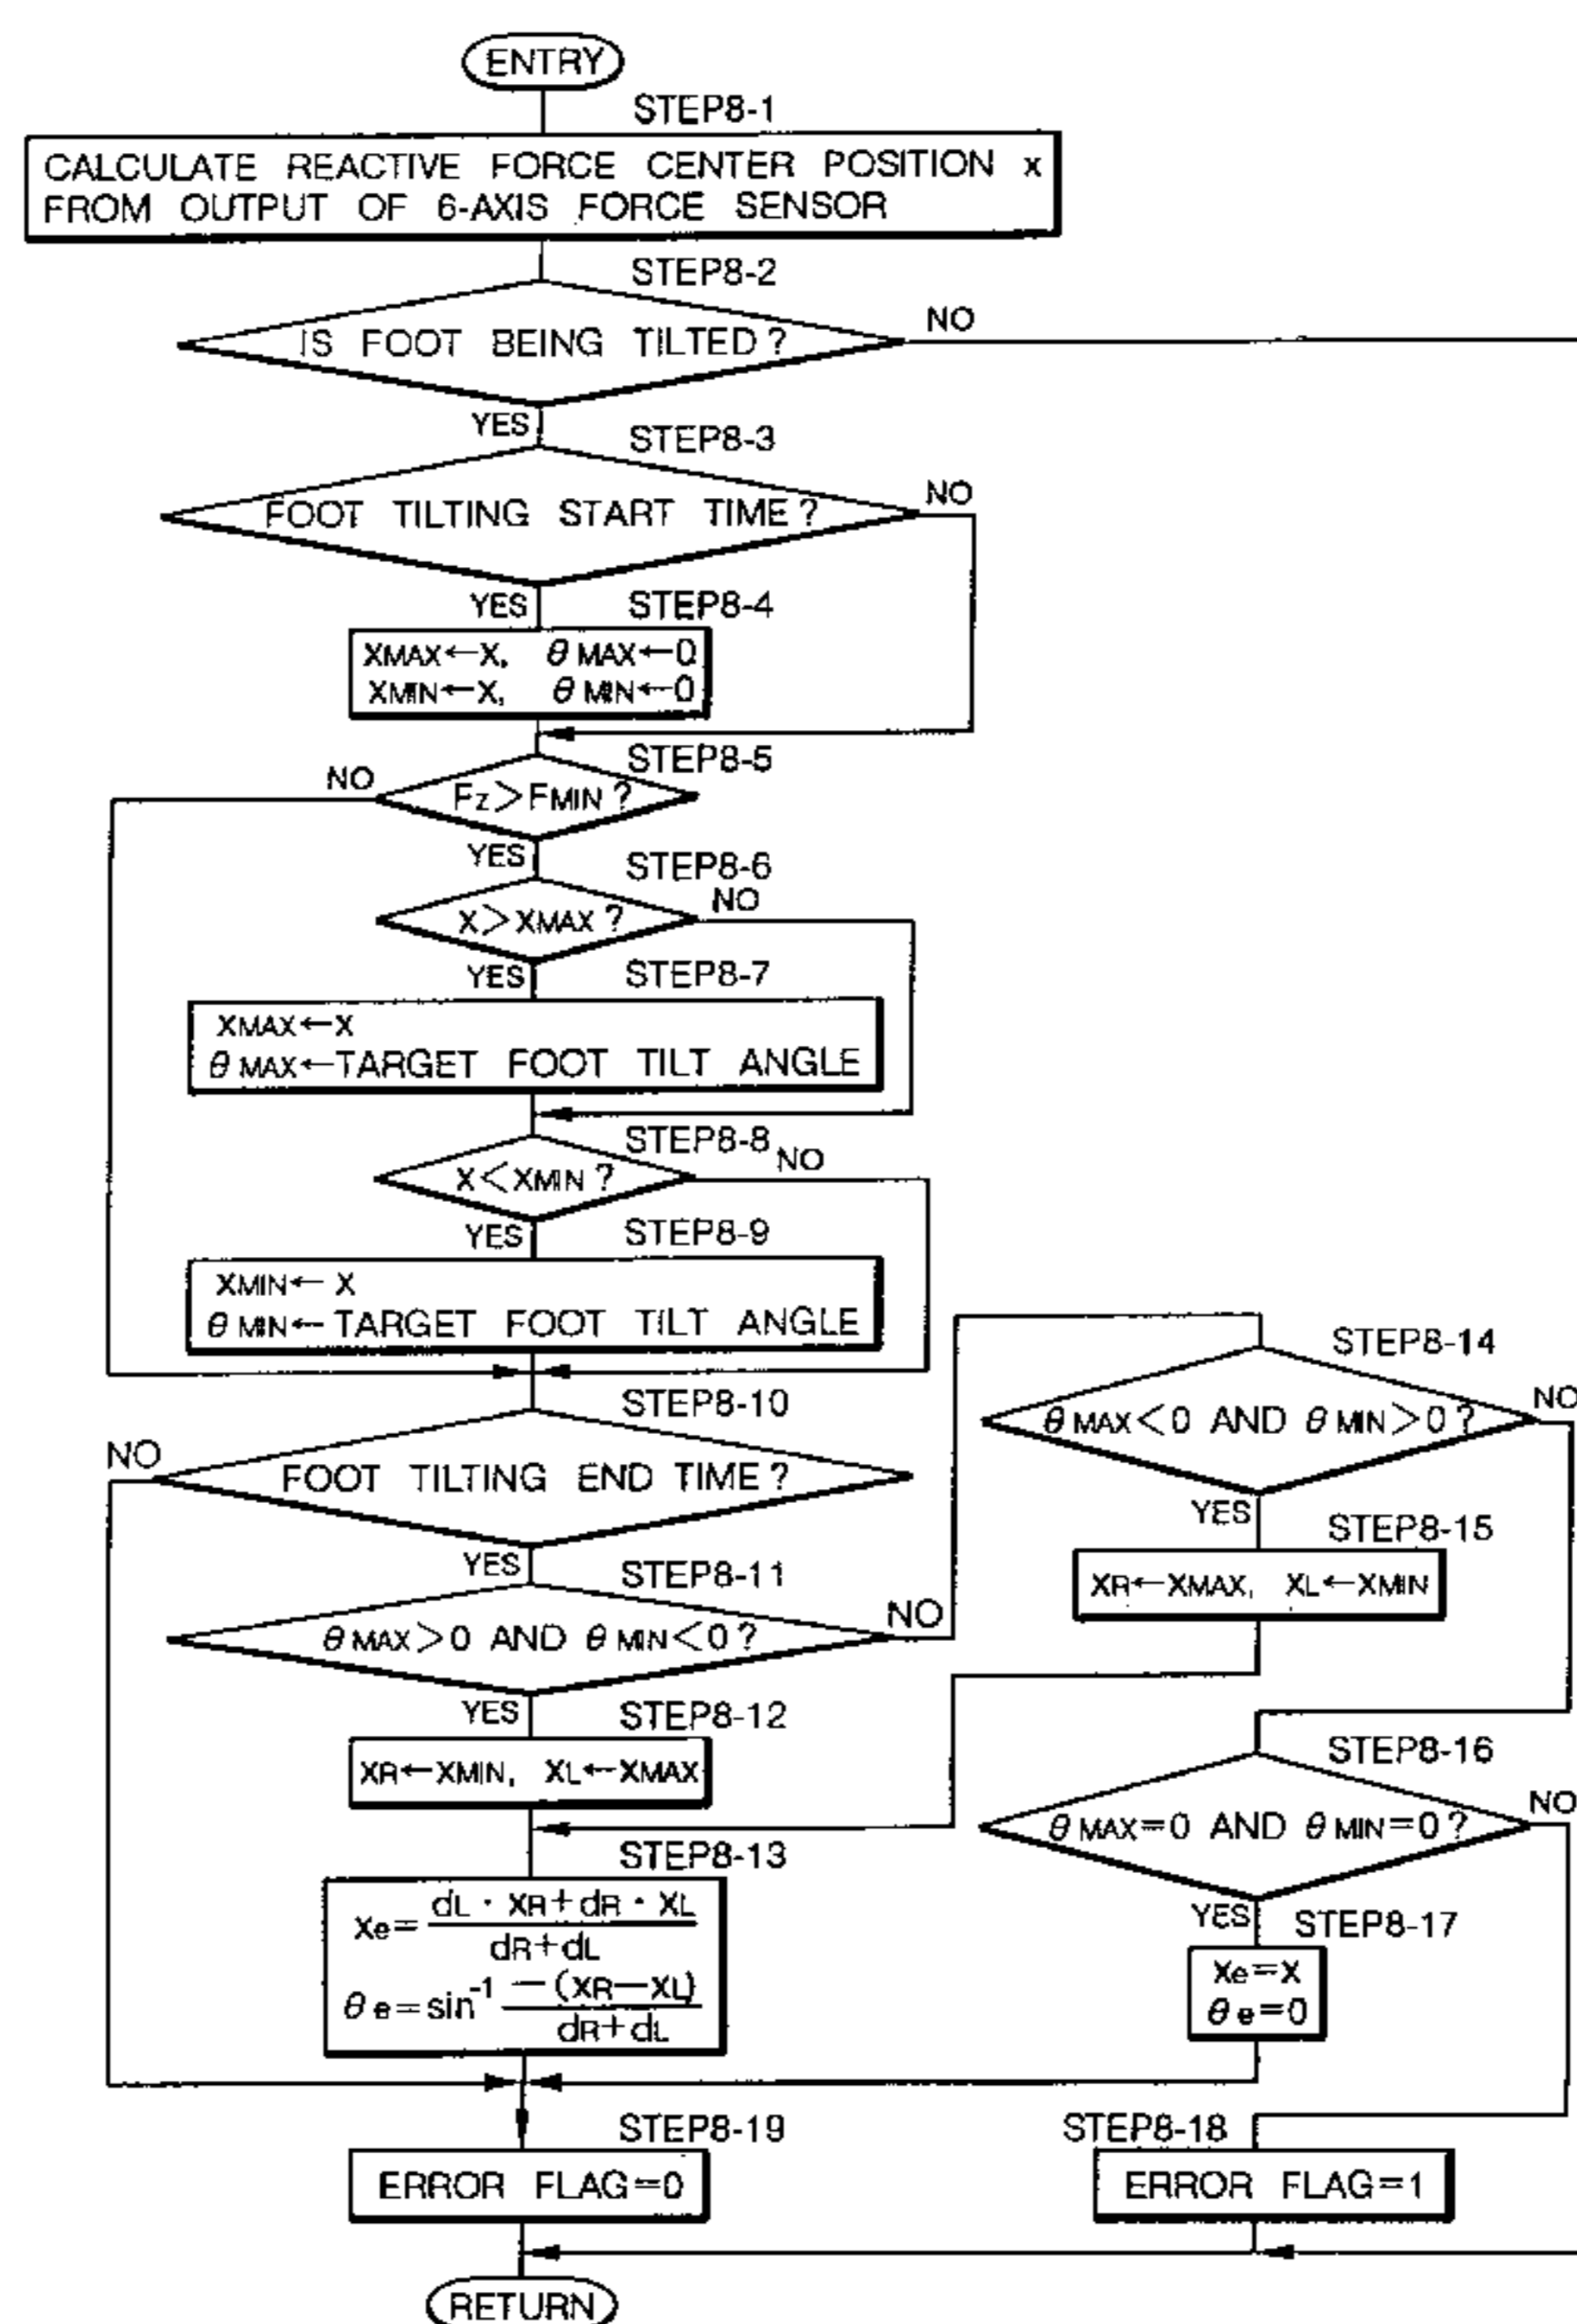 ENTRY
STEP8-1
CALCULATE REACTIVE FORCE CENTER POSITION x
FROM OUTPUT OF 6-AXIS FORCE SENSOR
STEP8-2
IS FOOT BEING TILTED?
NO
YES
STEP8-3
FOOT TILTING START TIME?
NO
YES
STEP8-4
XMAX←X, θMAX←0
XMIN←X, θMIN←0
STEP8-5
NO
Fz>FMIN?
YES
STEP8-6
NO
X>XMAX?
YES
STEP8-7
XMAX←X
θMAX←TARGET FOOT TILT ANGLE
STEP8-8
NO
X<XMIN?
YES
STEP8-9
XMIN←X
θMIN←TARGET FOOT TILT ANGLE
STEP8-10
NO
FOOT TILTING END TIME?
YES
STEP8-11
θMAX>0 AND θMIN<0?
NO
YES
STEP8-12
XR←XMIN, XL←XMAX
STEP8-13
Xe=(dL·XR+dR·XL)/(dR+dL)
θe=sin⁻¹ −(XR−XL)/(dR+dL)
STEP8-14
NO
θMAX<0 AND θMIN>0?
YES
STEP8-15
XR←XMAX, XL←XMIN
STEP8-16
NO
θMAX=0 AND θMIN=0?
YES
STEP8-17
Xe=X
θe=0
STEP8-19
ERROR FLAG=0
STEP8-18
ERROR FLAG=1
RETURN